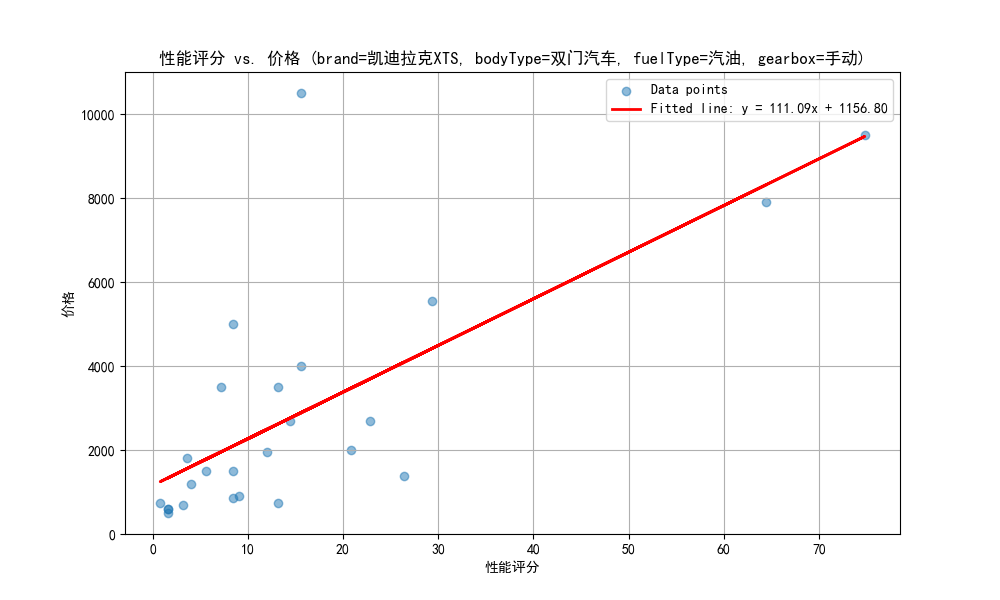 性能评分 vs. 价格 (brand=凯迪拉克XTS, bodyType=双门汽车, fuelType=汽油, gearbox=手动)
Data points
Fitted line: y = 111.09x + 1156.80
10000
8000
6000
4000
2000
0
价格
0 10 20 30 40 50 60 70
性能评分